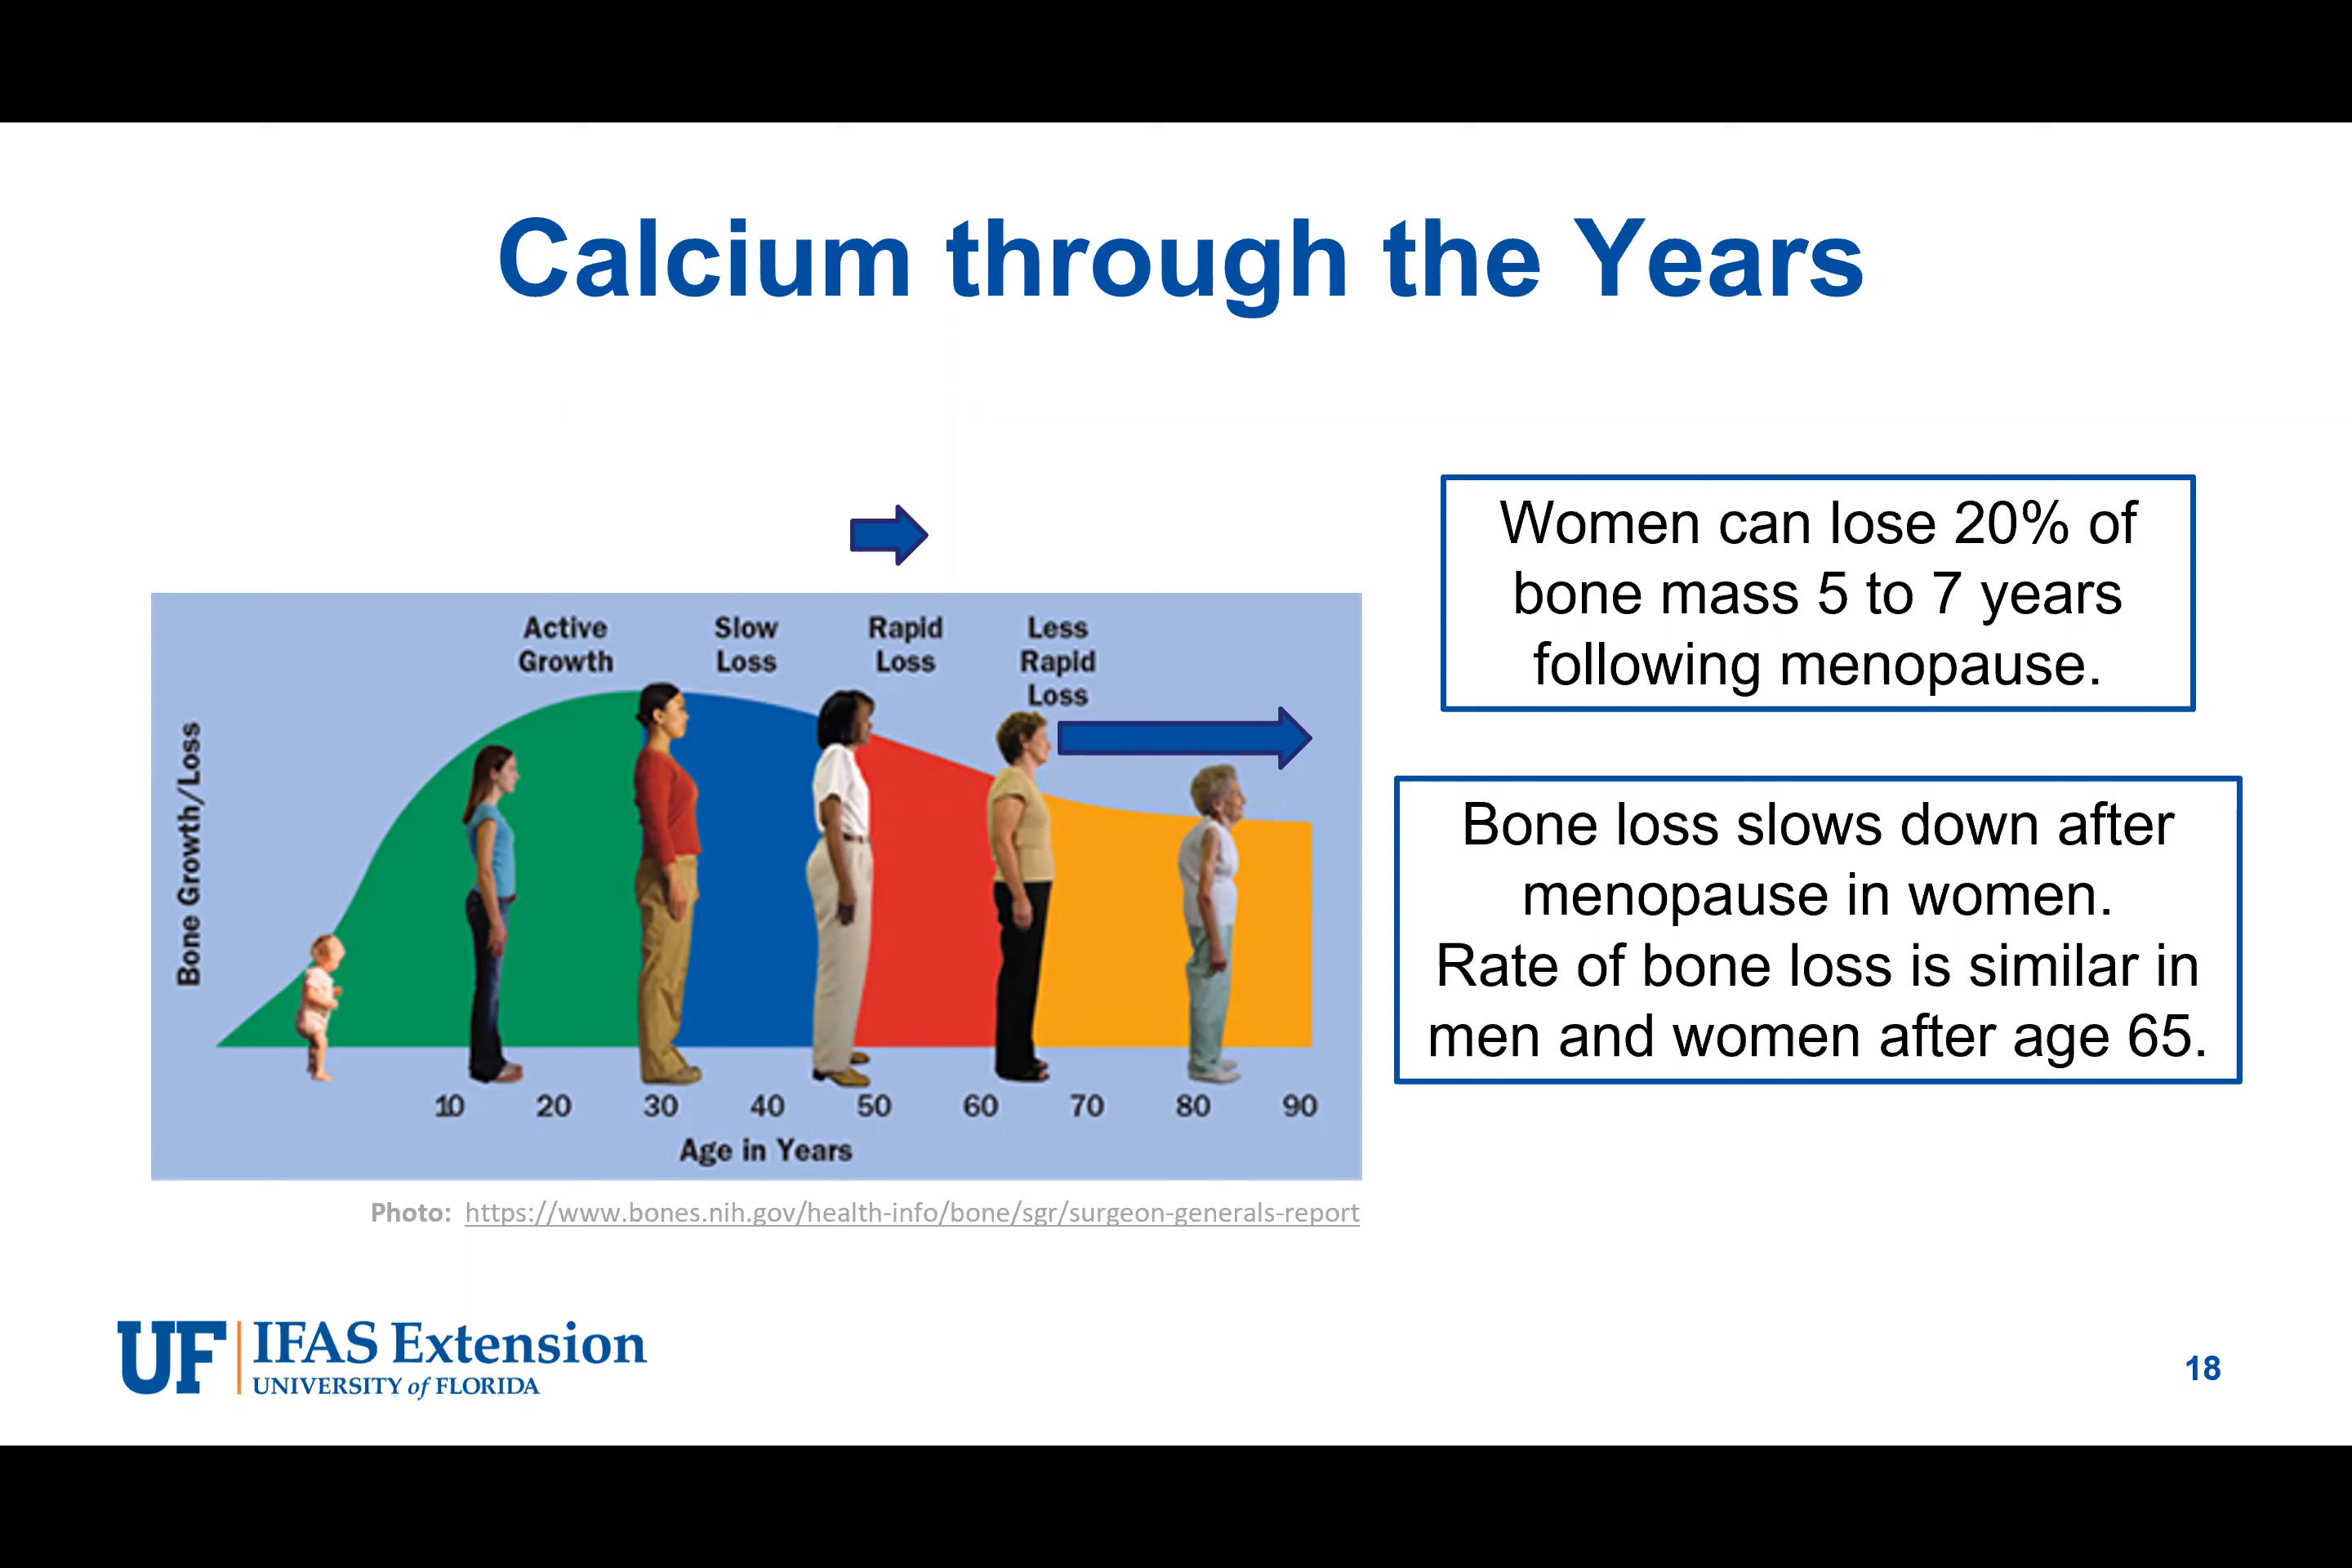 Calcium through the Years
Women can lose 20% of
bone mass 5 to 7 years
following menopause.
Active
Growth
Slow
Loss
Rapid
Loss
Less
Rapid
Loss
Bone Growth/Loss
10 20 30 40 50 60 70 80 90
Age in Years
Bone loss slows down after
menopause in women.
Rate of bone loss is similar in
men and women after age 65.
Photo: https://www.bones.nih.gov/health-info/bone/sgr/surgeon-generals-report
UF IFAS Extension
UNIVERSITY of FLORIDA
18